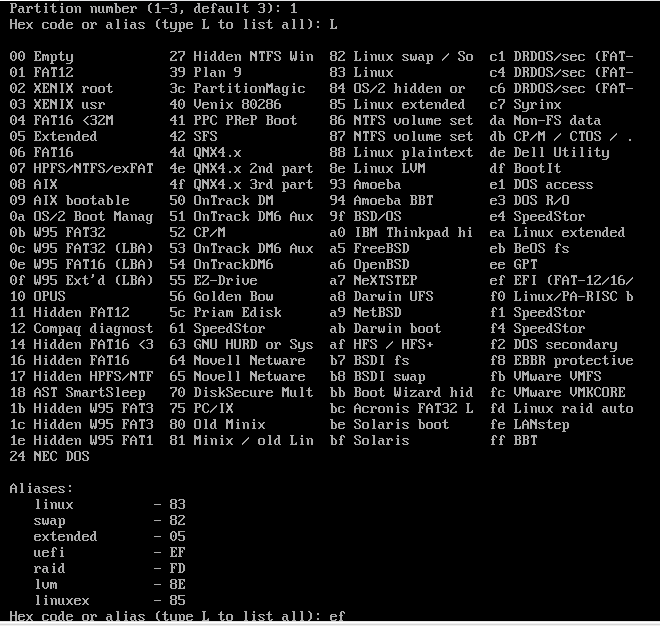 Partition number (1-3, default 3): 1
Hex code or alias (type L to list all): L
00 Empty 27 Hidden NTFS Win 82 Linux swap / So c1 DRDOS/sec (FAT-
01 FAT12 39 Plan 9 83 Linux c4 DRDOS/sec (FAT-
02 XENIX root 3c PartitionMagic 84 OS/2 hidden or c6 DRDOS/sec (FAT-
03 XENIX usr 40 Venix 80286 85 Linux extended c7 Syrinx
04 FAT16 <32M 41 PPC PReP Boot 86 NTFS volume set da Non-FS data
05 Extended 42 SFS 87 NTFS volume set db CP/M / CTOS / .
06 FAT16 4d QNX4.x 88 Linux plaintext de Dell Utility
07 HPFS/NTFS/exFAT 4e QNX4.x 2nd part 8e Linux LVM df BootIt
08 AIX 4f QNX4.x 3rd part 93 Amoeba e1 DOS access
09 AIX bootable 50 OnTrack DM 94 Amoeba BBT e3 DOS R/O
0a OS/2 Boot Manag 51 OnTrack DM6 Aux 9f BSD/OS e4 SpeedStor
0b W95 FAT32 52 CP/M a0 IBM Thinkpad hi ea Linux extended
0c W95 FAT32 (LBA) 53 OnTrack DM6 Aux a5 FreeBSD eb BeOS fs
0e W95 FAT16 (LBA) 54 OnTrackDM6 a6 OpenBSD ee GPT
0f W95 Ext'd (LBA) 55 EZ-Drive a7 NeXTSTEP ef EFI (FAT-12/16/
10 OPUS 56 Golden Bow a8 Darwin UFS f0 Linux/PA-RISC b
11 Hidden FAT12 5c Priam Edisk a9 NetBSD f1 SpeedStor
12 Compaq diagnost 61 SpeedStor ab Darwin boot f4 SpeedStor
14 Hidden FAT16 <3 63 GNU HURD or Sys af HFS / HFS+ f2 DOS secondary
16 Hidden FAT16 64 Novell Netware b7 BSDI fs f8 EBBR protective
17 Hidden HPFS/NTF 65 Novell Netware b8 BSDI swap fb VMware VMFS
18 AST SmartSleep 70 DiskSecure Mult bb Boot Wizard hid fc VMware VMKCORE
1b Hidden W95 FAT3 75 PC/IX bc Acronis FAT32 L fd Linux raid auto
1c Hidden W95 FAT3 80 Old Minix be Solaris boot fe LANstep
1e Hidden W95 FAT1 81 Minix / old Lin bf Solaris ff BBT
24 NEC DOS
Aliases:
linux - 83
swap - 82
extended - 05
uefi - EF
raid - FD
lvm - 8E
linuxex - 85
Hex code or alias (type L to list all): ef